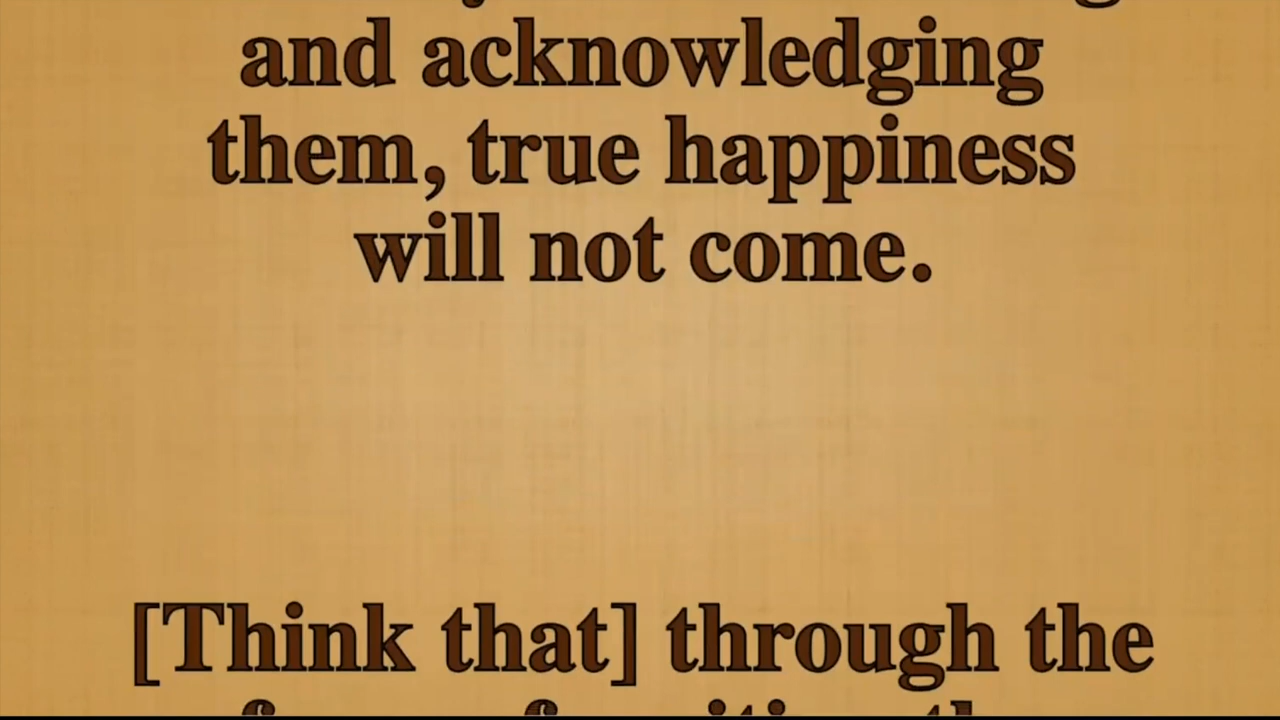 and acknowledging
them, true happiness
will not come.
[Think that] through the